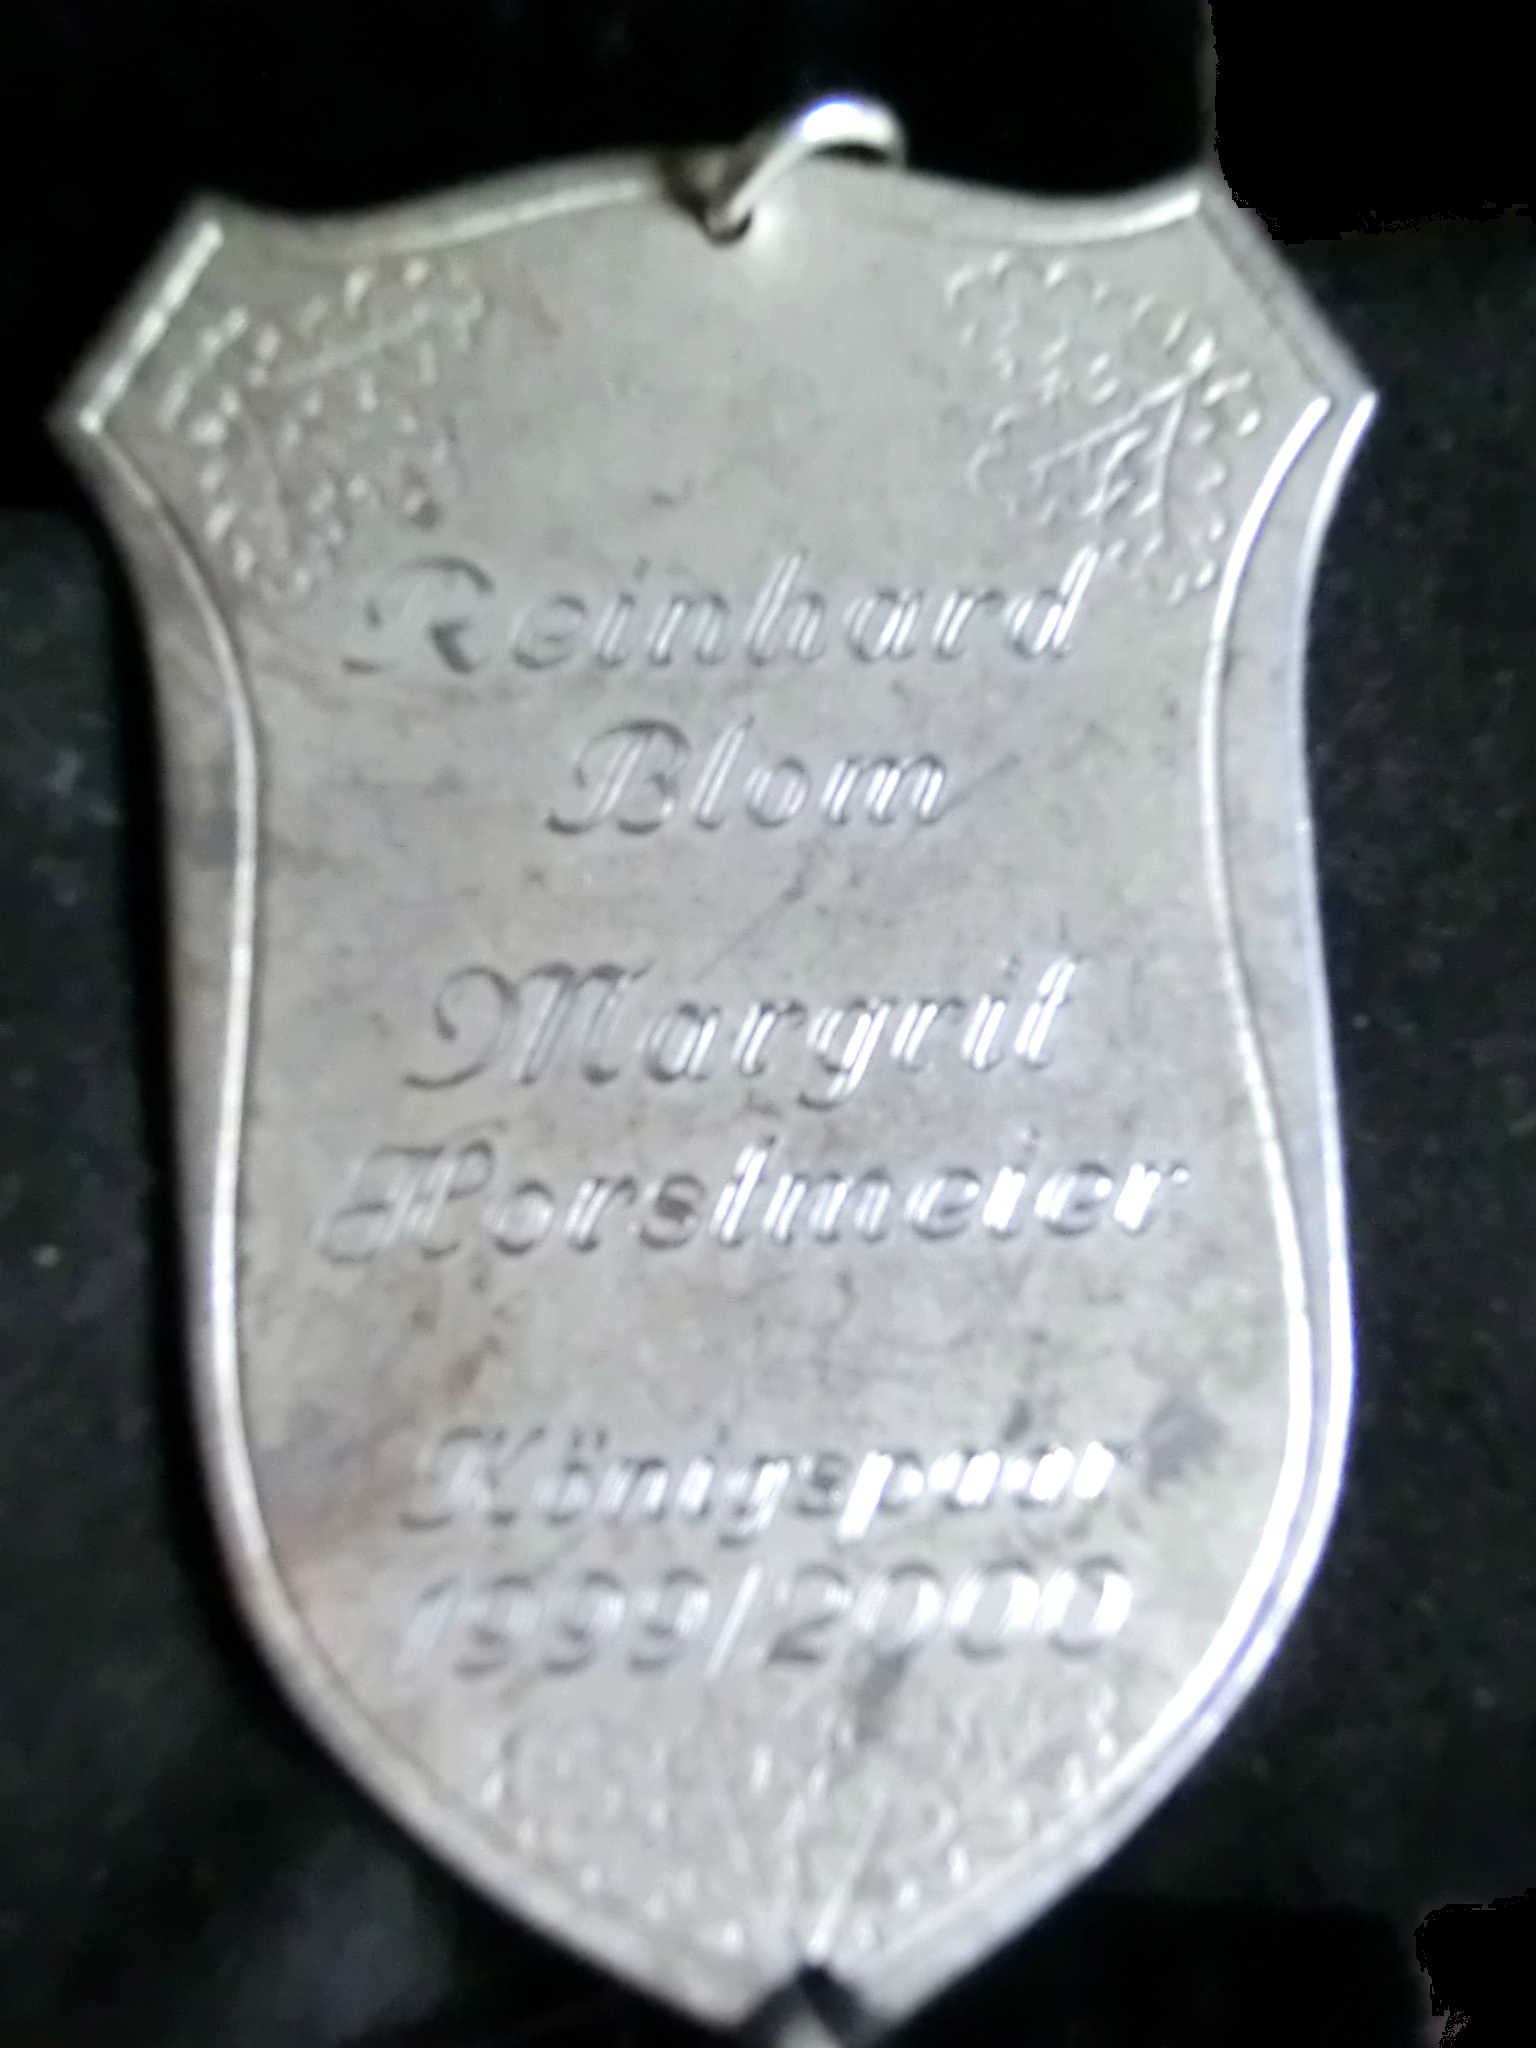 Reinhard
Blom
Margrit
Horstmeier
Königspaar
1999/2000